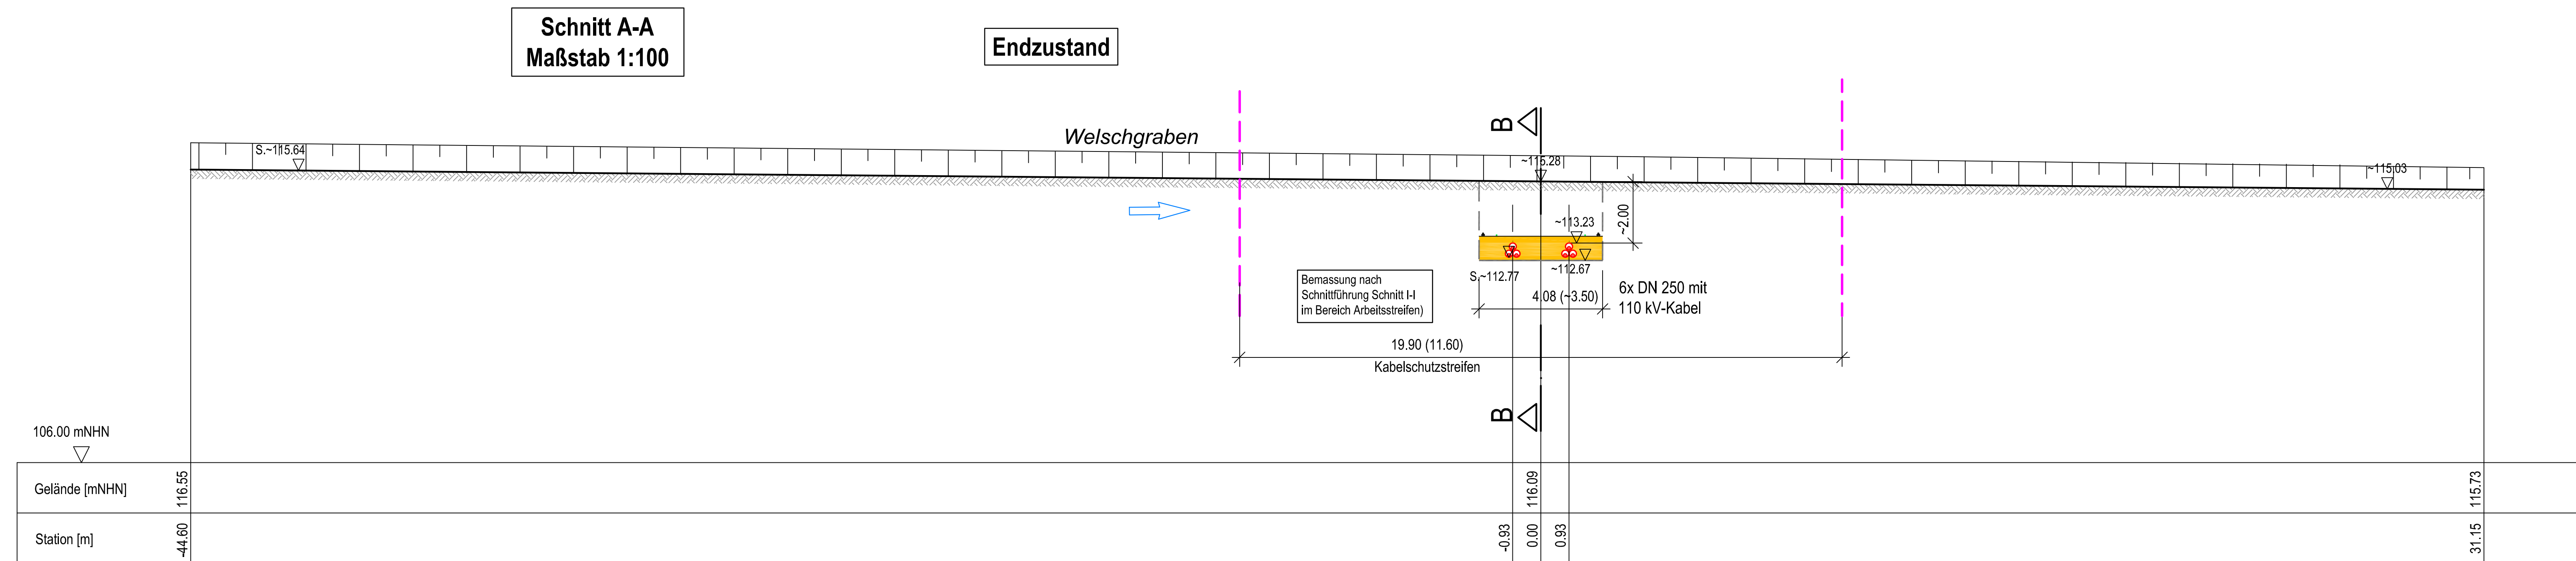 Schnitt A-A
Maßstab 1:100
Endzustand
Welschgraben
B
S.~115.64
~115.28
~115.03
~113.23
~2.00
S.~112.77
~112.67
Bemassung nach
Schnittführung Schnitt I-I
im Bereich Arbeitsstreifen)
4.08 (~3.50)
6x DN 250 mit
110 kV-Kabel
19.90 (11.60)
Kabelschutzstreifen
B
106.00 mNHN
Gelände [mNHN]
116.55
116.09
115.73
Station [m]
-44.60
-0.93
0.00
0.93
31.15